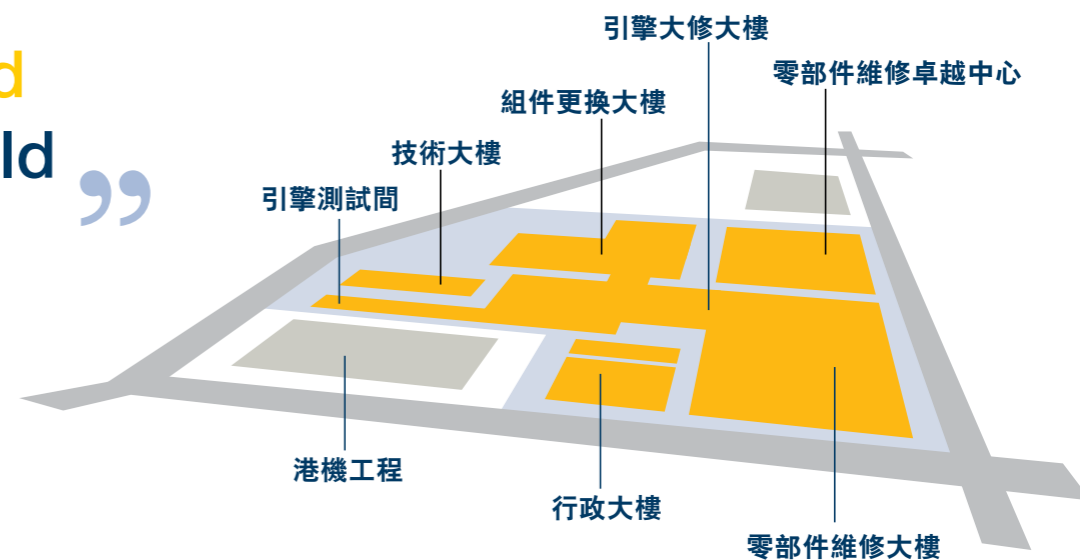 d
ld
”
引擎大修大樓
零部件維修卓越中心
組件更換大樓
技術大樓
引擎測試間
港機工程
行政大樓
零部件維修大樓